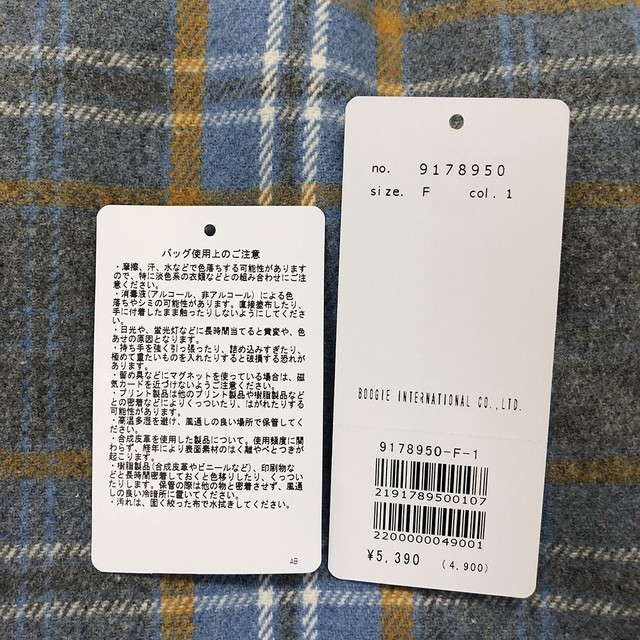 バッグ使用上のご注意
・摩擦、汗、水などで色落ちする可能性があります
ので、特に淡色系の衣類などとの組み合わせにご注
意ください。
・消毒液(アルコール、非アルコール)による色
落ちやシミの可能性があります。直接塗布したり、
手に付着したまま触ったりしないようにしてくださ
い。
・日光や、蛍光灯などに長時間当てると黄変や、色
あせの原因となります。
・持ち手を強く引っ張ったり、詰め込みすぎたり、
極めて重たいものを入れたりすると破損する恐れが
あります。
・留め具などにマグネットを使っている場合は、磁
気カードを近づけないようご注意ください。
・プリント製品は他のプリント製品や樹脂製品など
との密着などによりくっついたり、はがれたりする
可能性があります。
・高温多湿を避け、風通しの良い場所で保管してく
ださい。
・合成皮革を使用した製品について。使用頻度に関
わらず、経年により表面素材のはく離やべとつきが
起こります。
・樹脂製品(合成皮革やビニールなど)、印刷物な
どと長時間密着しておくと色移りしたり、くっつい
たりします。保管の際は他の物と密着させず、風通
しの良い冷暗所に置いてください。
・汚れは、固く絞った布で水拭きしてください。
AB
no. 9178950
size. F col. 1
BOOGIE INTERNATIONAL CO.,LTD.
9178950-F-1
2191789500107
2200000049001
¥5,390 (4,900)